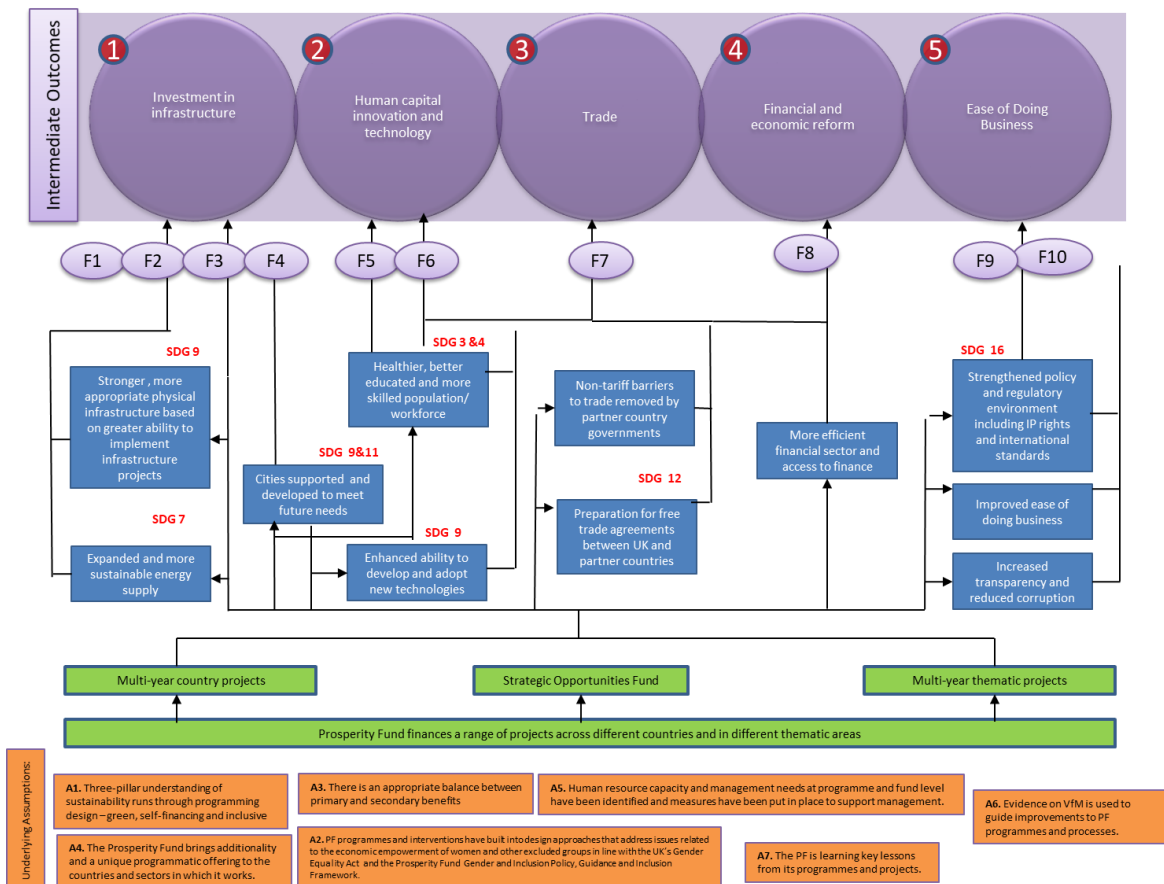 Intermediate Outcomes
1
Investment in
infrastructure
2
Human capital
innovation and
technology
3
Trade
4
Financial and
economic reform
5
Ease of Doing
Business
F1
F2
F3
F4
F5
F6
F7
F8
F9
F10
SDG 9
Stronger , more
appropriate physical
infrastructure based
on greater ability to
implement
infrastructure
projects
SDG 7
Expanded and more
sustainable energy
supply
SDG 9&11
Cities supported and
developed to meet
future needs
SDG 3 &4
Healthier, better
educated and more
skilled population/
workforce
SDG 9
Enhanced ability to
develop and adopt
new technologies
Non-tariff barriers
to trade removed by
partner country
governments
SDG 12
Preparation for free
trade agreements
between UK and
partner countries
More efficient
financial sector and
access to finance
SDG 16
Strengthened policy
and regulatory
environment
including IP rights
and international
standards
Improved ease of
doing business
Increased
transparency and
reduced corruption
Multi-year country projects
Strategic Opportunities Fund
Multi-year thematic projects
Prosperity Fund finances a range of projects across different countries and in different thematic areas
Underlying Assumptions:
A1. Three-pillar understanding of
sustainability runs through programming
design – green, self-financing and inclusive
A3. There is an appropriate balance between
primary and secondary benefits
A5. Human resource capacity and management needs at programme and fund level
have been identified and measures have been put in place to support management.
A6. Evidence on VfM is used to
guide improvements to PF
programmes and processes.
A4. The Prosperity Fund brings additionality
and a unique programmatic offering to the
countries and sectors in which it works.
A2. PF programmes and interventions have built into design approaches that address issues related
to the economic empowerment of women and other excluded groups in line with the UK's Gender
Equality Act and the Prosperity Fund Gender and Inclusion Policy, Guidance and Inclusion
Framework.
A7. The PF is learning key lessons
from its programmes and projects.